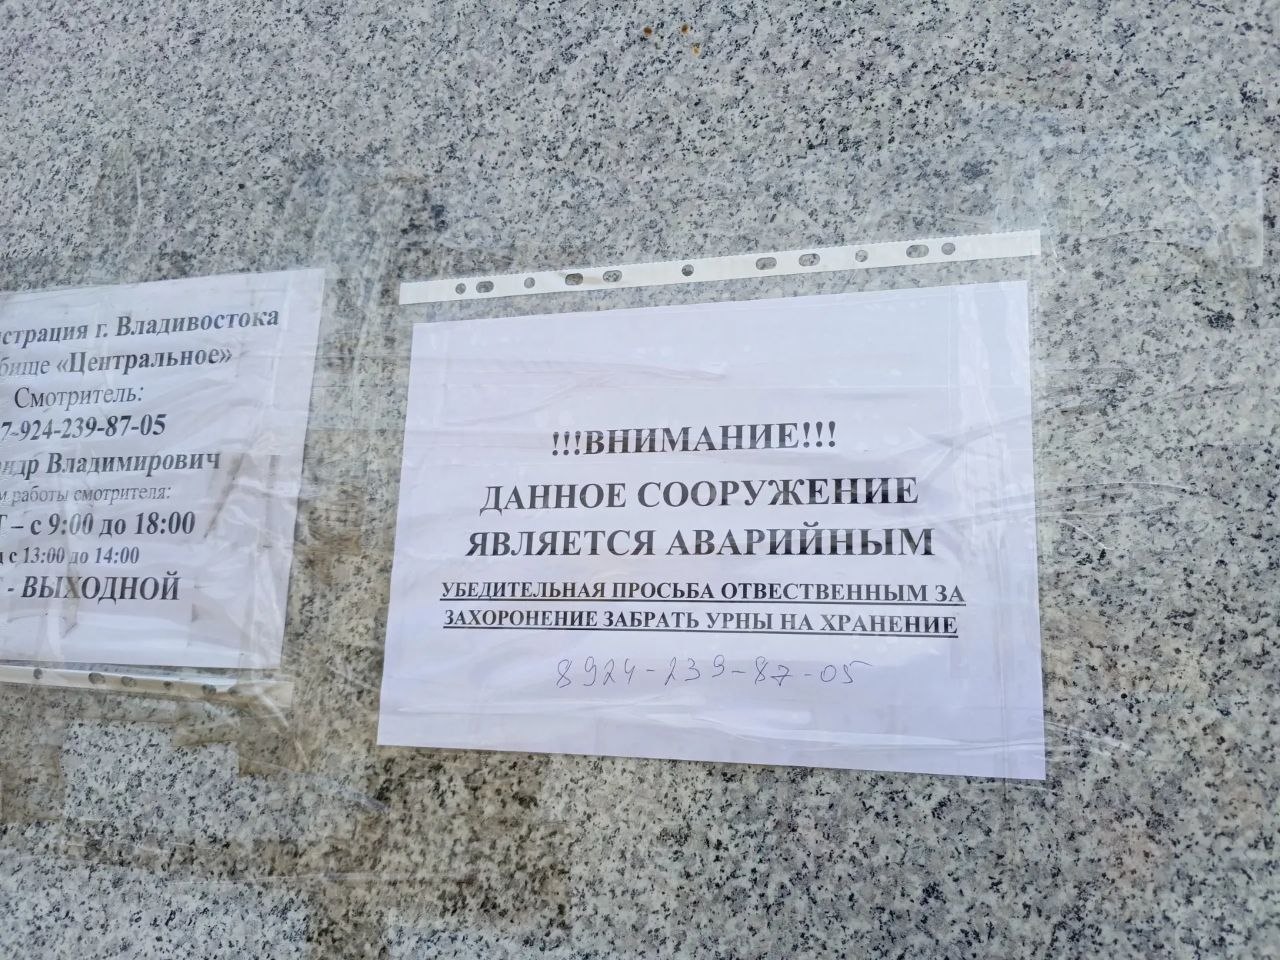 страция г. Владивостока
бище «Центральное»
Смотритель:
7-924-239-87-05
ндр Владимирович
м работы смотрителя:
Т – с 9:00 до 18:00
д с 13:00 до 14:00
- ВЫХОДНОЙ
!!!ВНИМАНИЕ!!!
ДАННОЕ СООРУЖЕНИЕ
ЯВЛЯЕТСЯ АВАРИЙНЫМ
УБЕДИТЕЛЬНАЯ ПРОСЬБА ОТВЕСТВЕННЫМ ЗА
ЗАХОРОНЕНИЕ ЗАБРАТЬ УРНЫ НА ХРАНЕНИЕ
8924-239-87-05